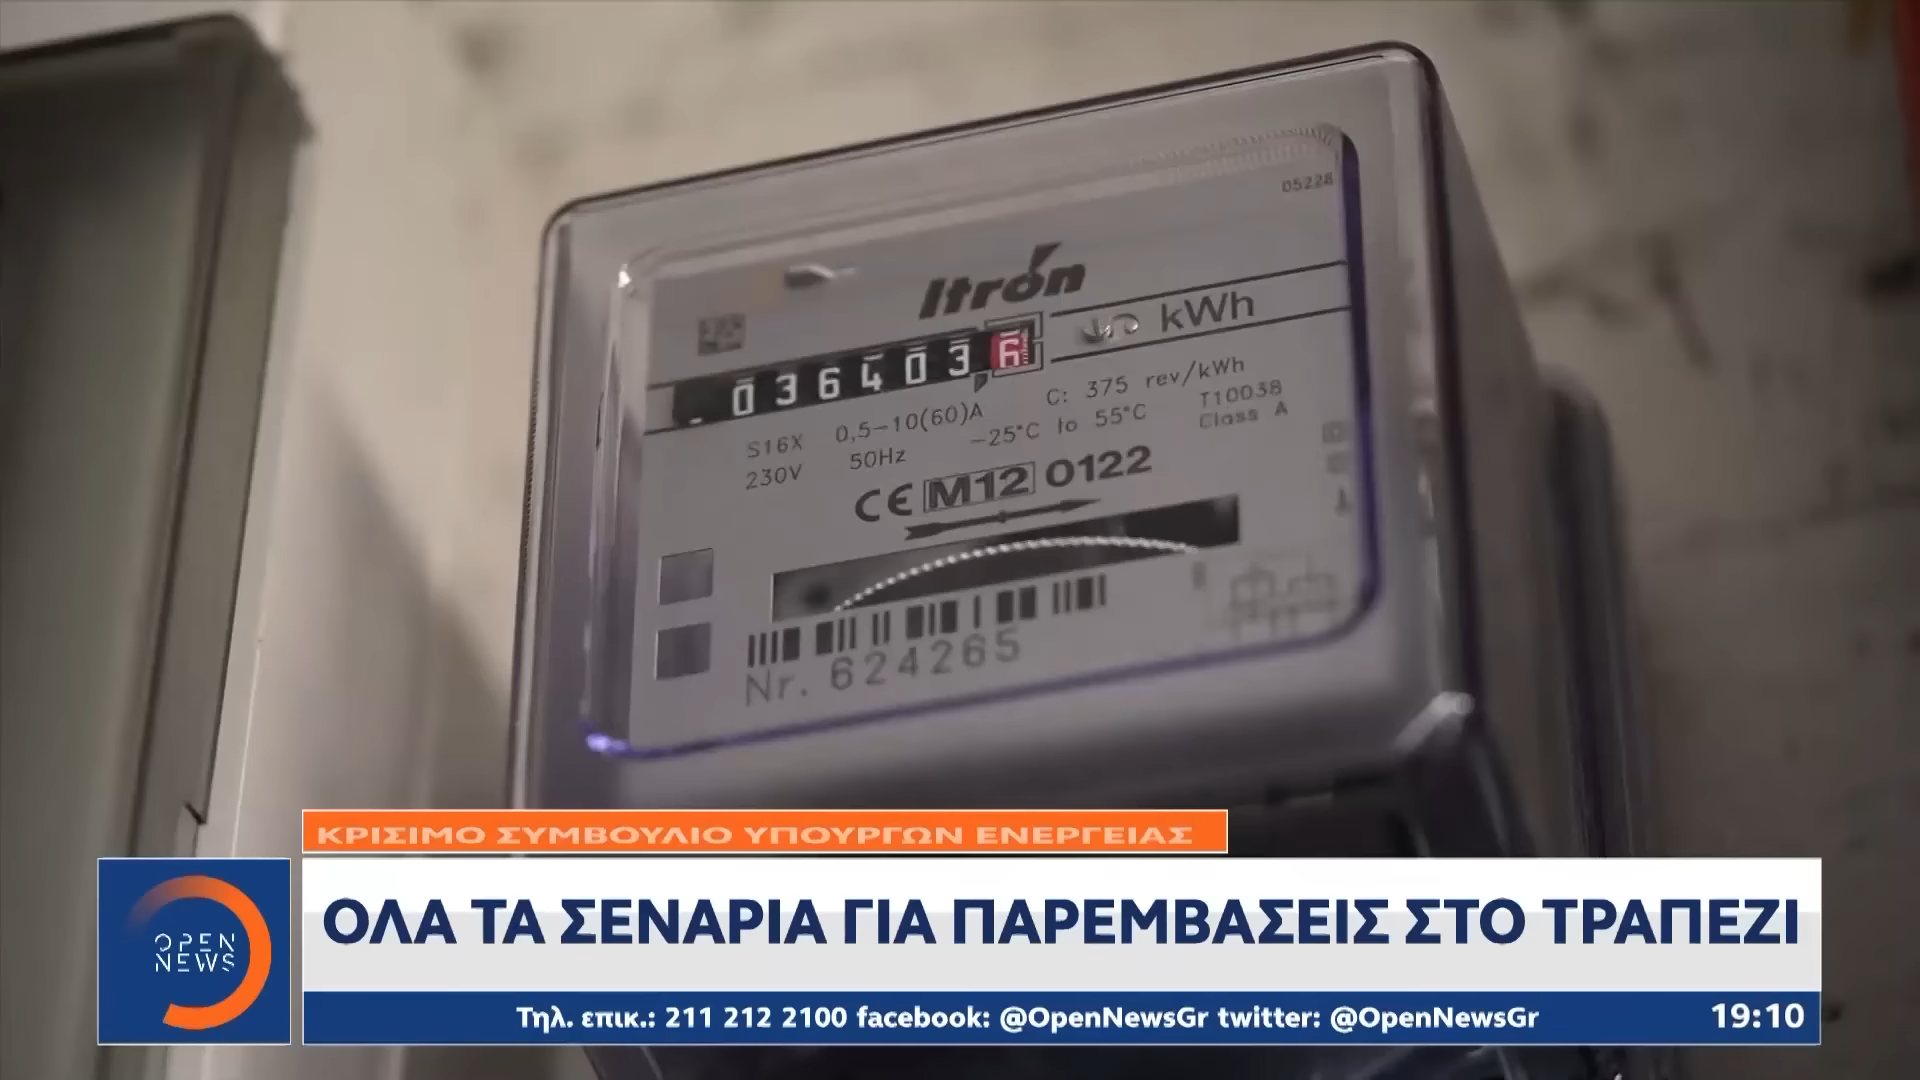 05228
Itrón
kWh
036403 6
C: 375 rev/kWh
S16X 0,5-10(60)A
-25°C to 55°C
T10038
Class A
230V 50Hz
CE M12 0122
Nr. 624265
ΚΡΙΣΙΜΟ ΣΥΜΒΟΥΛΙΟ ΥΠΟΥΡΓΩΝ ΕΝΕΡΓΕΙΑΣ
ΟΛΑ ΤΑ ΣΕΝΑΡΙΑ ΓΙΑ ΠΑΡΕΜΒΑΣΕΙΣ ΣΤΟ ΤΡΑΠΕΖΙ
OPEN
NEWS
Τηλ. επικ.: 211 212 2100 facebook: @OpenNewsGr twitter: @OpenNewsGr
19:10